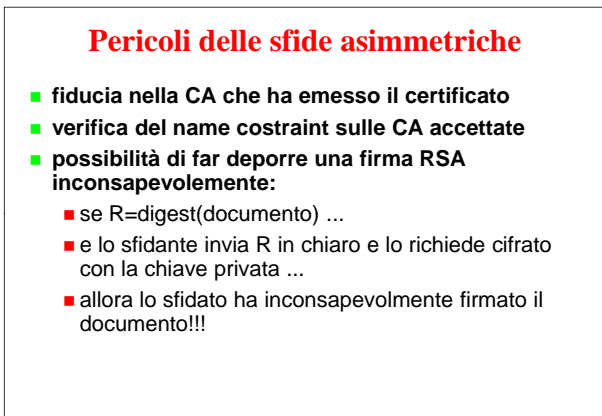 Pericoli delle sfide asimmetriche
fiducia nella CA che ha emesso il certificato
verifica del name costraint sulle CA accettate
possibilità di far deporre una firma RSA
inconsapevolemente:
se R=digest(documento) ...
e lo sfidante invia R in chiaro e lo richiede cifrato
con la chiave privata ...
allora lo sfidato ha inconsapevolmente firmato il
documento!!!